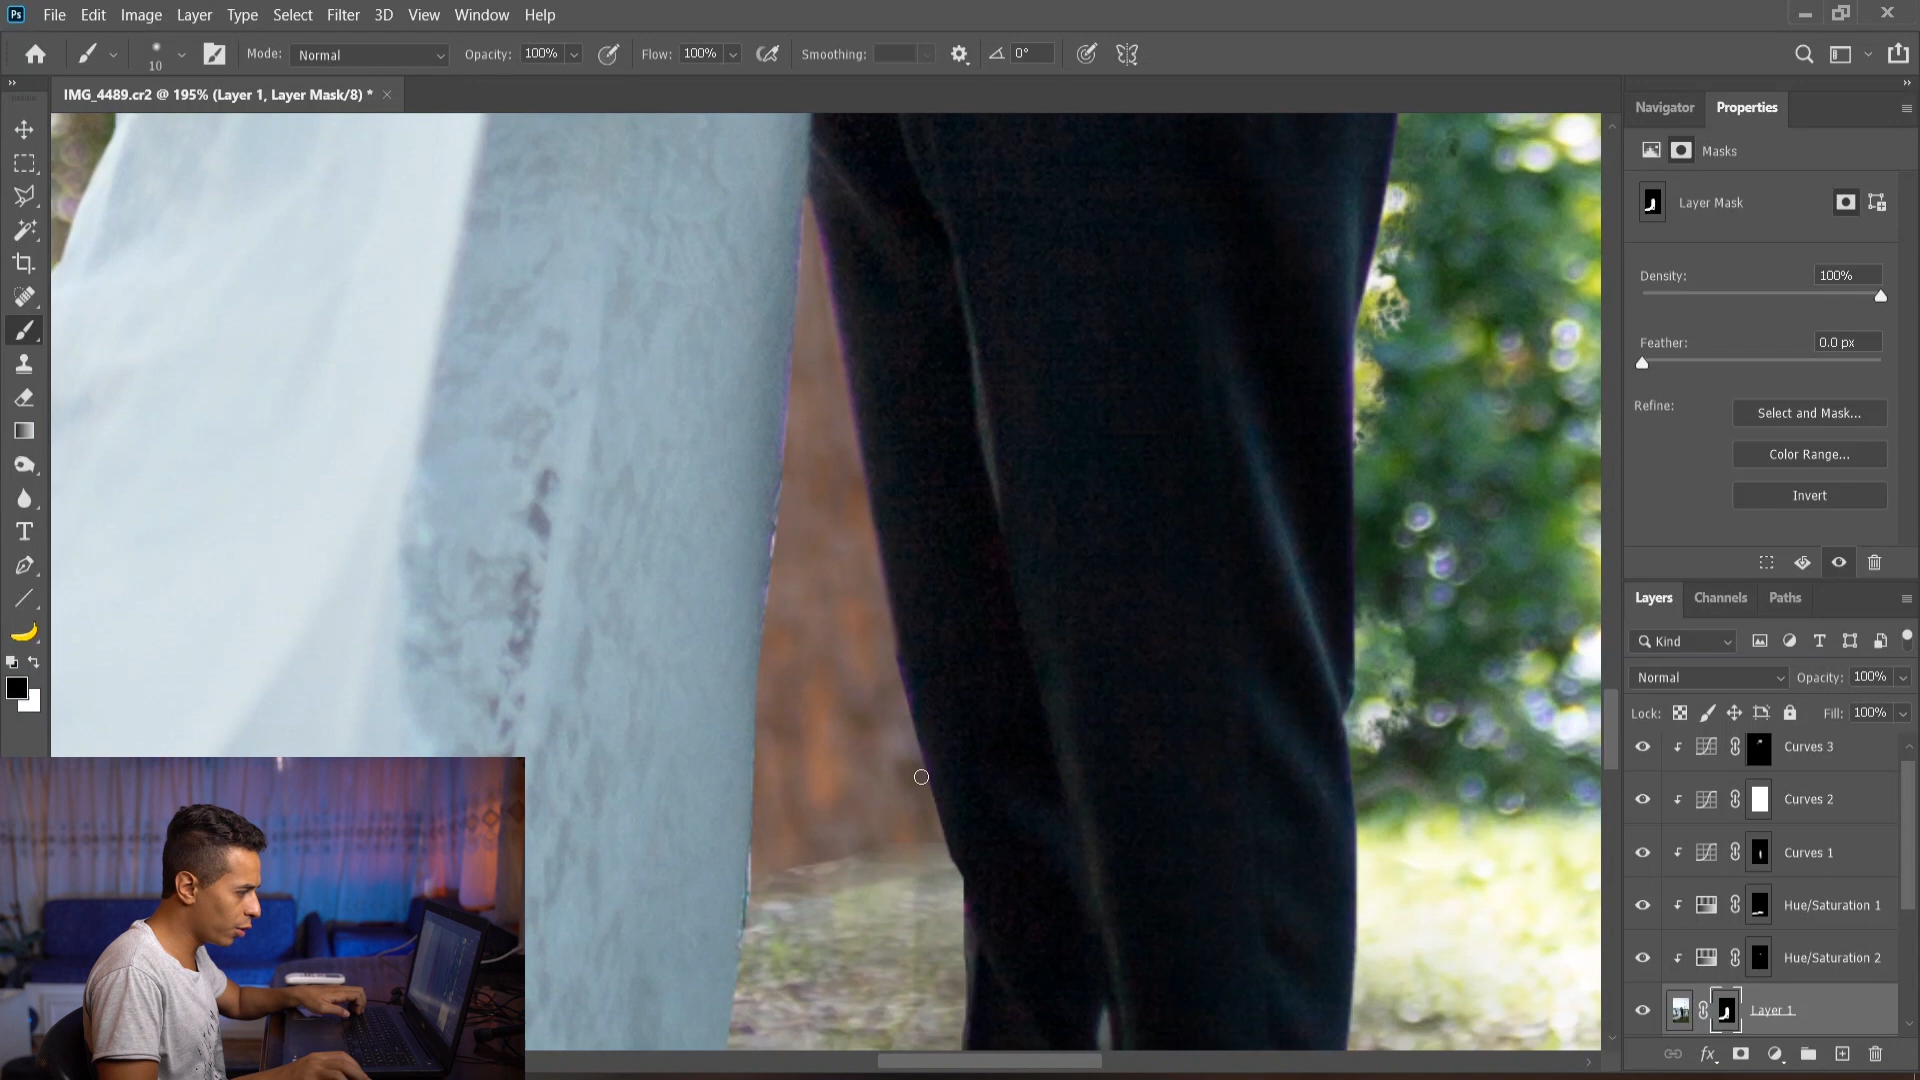 Ps File Edit Image Layer Type Select Filter 3D View Window Help
10 Mode: Normal Opacity: 100% Flow: 100% Smoothing: 0°
IMG_4489.cr2 @ 195% (Layer 1, Layer Mask/8) *
Navigator Properties
Masks
Layer Mask
Density: 100%
Feather: 0.0 px
Refine: Select and Mask...
Color Range...
Invert
Layers Channels Paths
Kind
Normal Opacity: 100%
Lock: Fill: 100%
Curves 3
Curves 2
Curves 1
Hue/Saturation 1
Hue/Saturation 2
Layer 1
fx